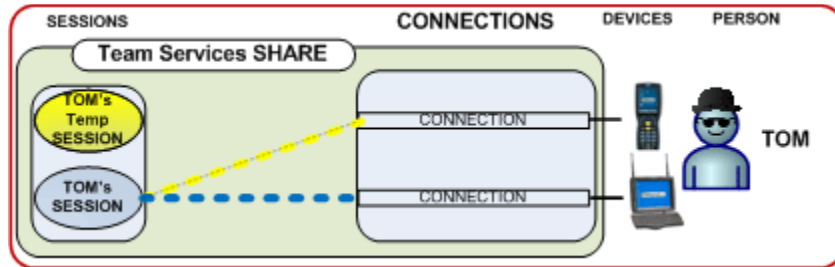 SESSIONS
CONNECTIONS
DEVICES
PERSON
Team Services SHARE
TOM's
Temp
SESSION
CONNECTION
TOM
TOM's
SESSION
CONNECTION